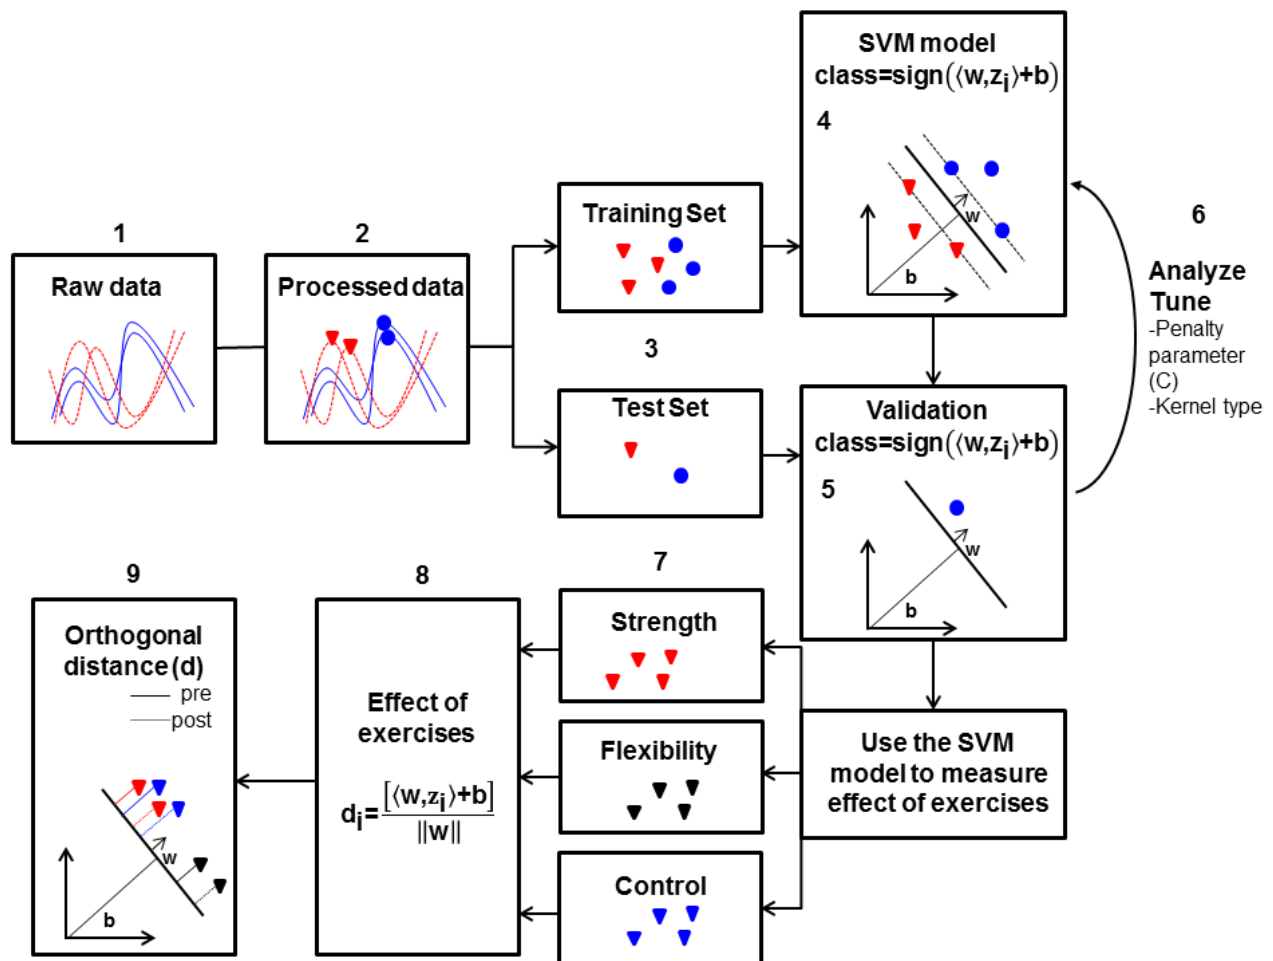 1
Raw data
2
Processed data
3
Training Set
Test Set
SVM model
class=sign(⟨w,zᵢ⟩+b)
4
w
b
Validation
class=sign(⟨w,zᵢ⟩+b)
5
w
b
6
Analyze
Tune
-Penalty
parameter
(C)
-Kernel type
Use the SVM
model to measure
effect of exercises
7
Strength
Flexibility
Control
8
Effect of
exercises
dᵢ=[⟨w,zᵢ⟩+b]/‖w‖
9
Orthogonal
distance (d)
pre
post
w
b